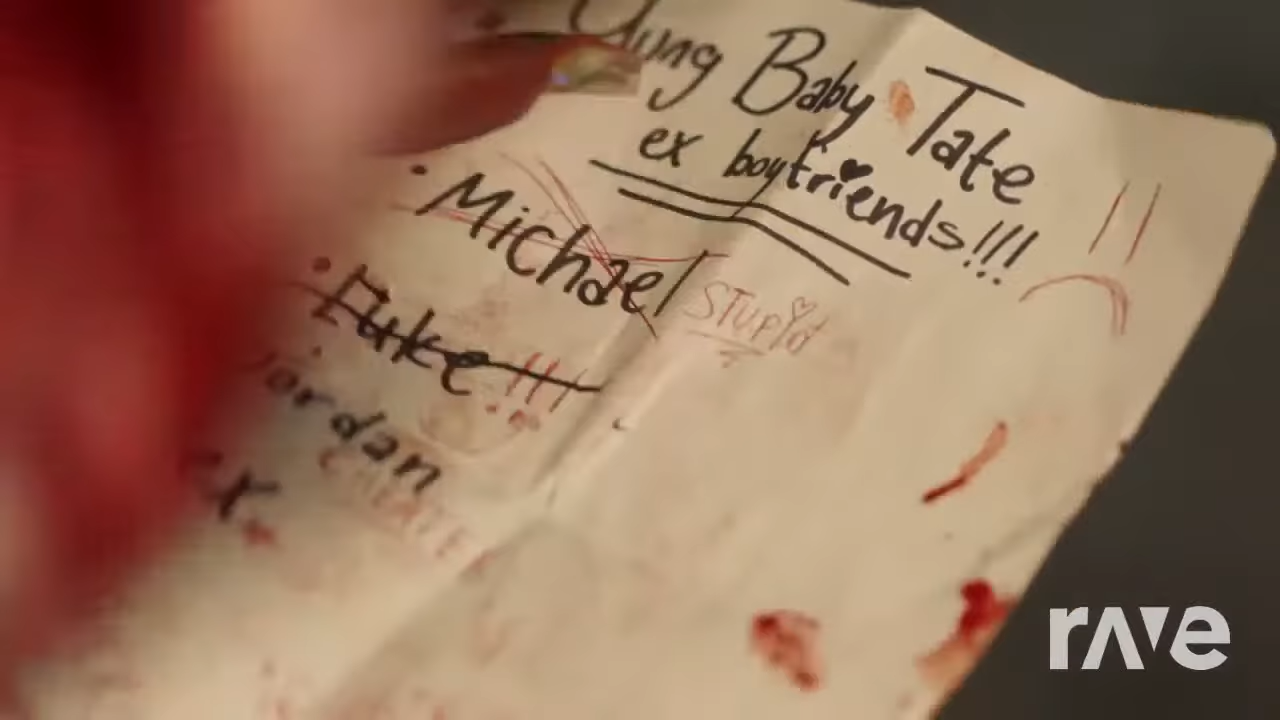 Yung Baby Tate
ex boyfriends!!!
• Michael
STUPid
• Luke!!!
Jordan
x
rave